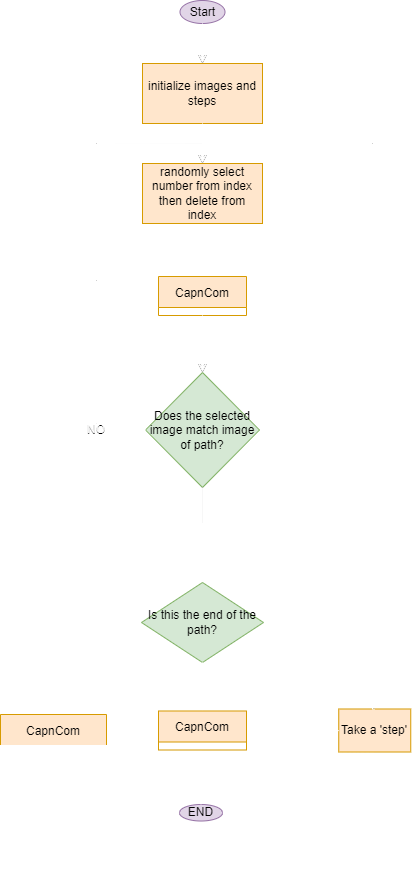 Start
initialize images and
steps
randomly select
number from index
then delete from
index
CapnCom
Does the selected
image match image
of path?
NO
Is this the end of the
path?
CapnCom
CapnCom
Take a 'step'
END